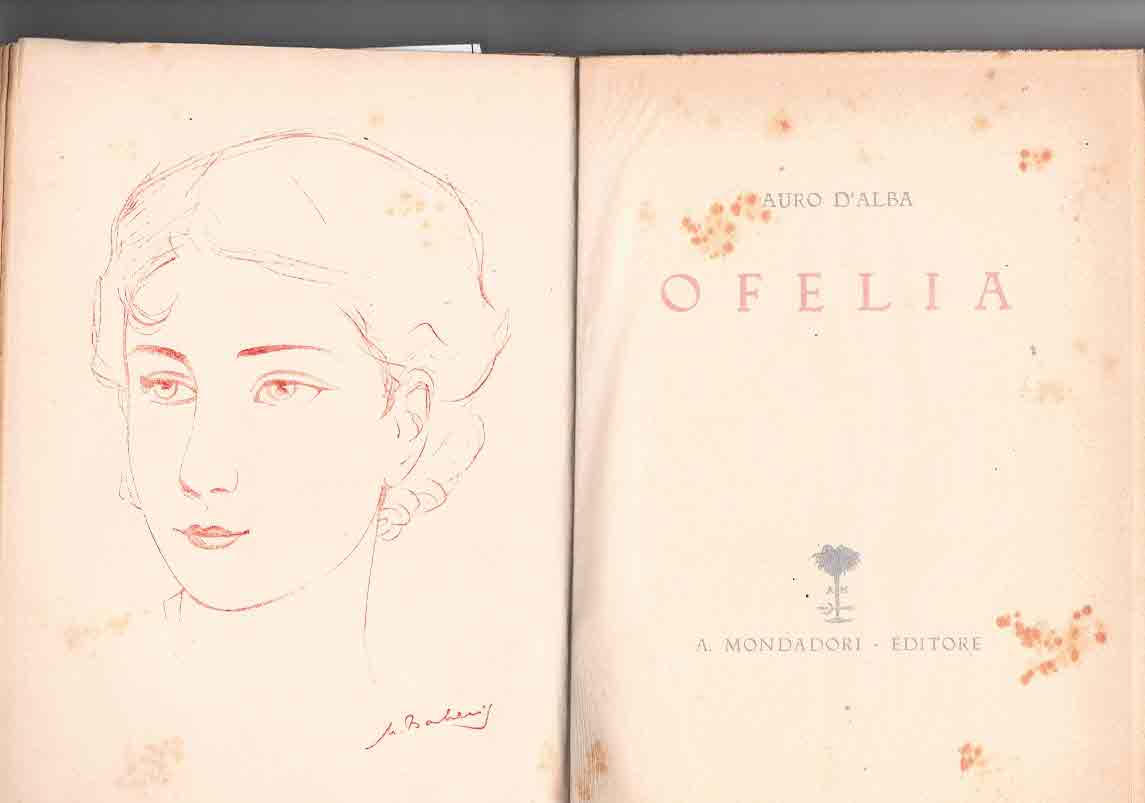 AURO D'ALBA
OFELIA
A M
A. MONDADORI - EDITORE